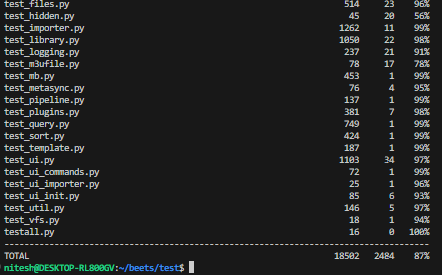 test_files.py 514 23 96%
test_hidden.py 45 20 56%
test_importer.py 1262 11 99%
test_library.py 1050 22 98%
test_logging.py 237 21 91%
test_m3ufile.py 78 17 78%
test_mb.py 453 1 99%
test_metasync.py 76 4 95%
test_pipeline.py 137 1 99%
test_plugins.py 381 7 98%
test_query.py 749 1 99%
test_sort.py 424 1 99%
test_template.py 187 1 99%
test_ui.py 1103 34 97%
test_ui_commands.py 72 1 99%
test_ui_importer.py 25 1 96%
test_ui_init.py 85 6 93%
test_util.py 146 5 97%
test_vfs.py 18 1 94%
testall.py 16 0 100%
--------------------------------------------------------------------------------
TOTAL 18502 2484 87%
nitesh@DESKTOP-RL800GV:~/beets/test$